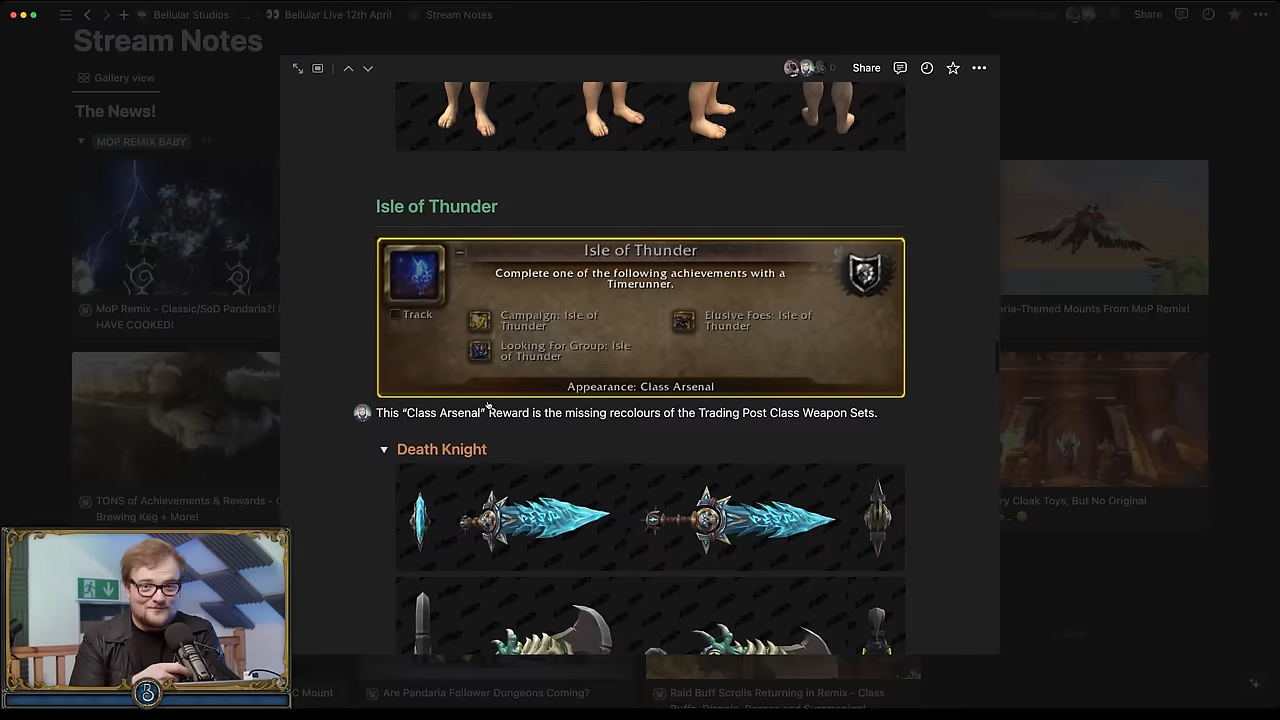 Bellular Studios / ... / 👀 Bellular Live 12th April / Stream Notes
Share
Stream Notes
Gallery view
The News!
MOP REMIX BABY
Share
Isle of Thunder
Isle of Thunder
Complete one of the following achievements with a
Timerunner.
Track
Campaign: Isle of
Thunder
Elusive Foes: Isle of
Thunder
Looking For Group: Isle
of Thunder
Appearance: Class Arsenal
This “Class Arsenal” Reward is the missing recolours of the Trading Post Class Weapon Sets.
Death Knight
MoP Remix - Classic/SoD Pandaria?!
HAVE COOKED!
aria-Themed Mounts From MoP Remix!
TONS of Achievements & Rewards -
Brewing Keg + More!
ry Cloak Toys, But No Original
C Mount
Are Pandaria Follower Dungeons Coming?
Raid Buff Scrolls Returning in Remix - Class
B